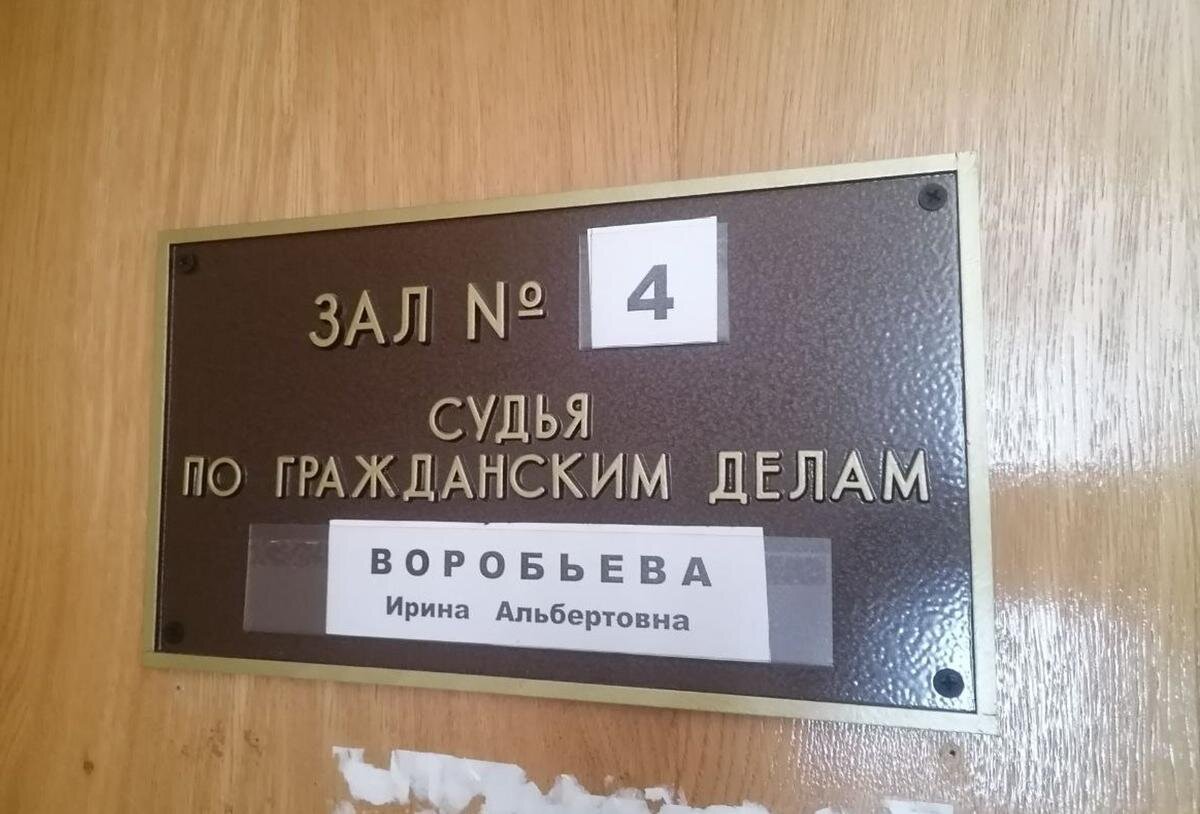 ЗАЛ № 4
СУДЬЯ
ПО ГРАЖДАНСКИМ ДЕЛАМ
ВОРОБЬЕВА
Ирина Альбертовна